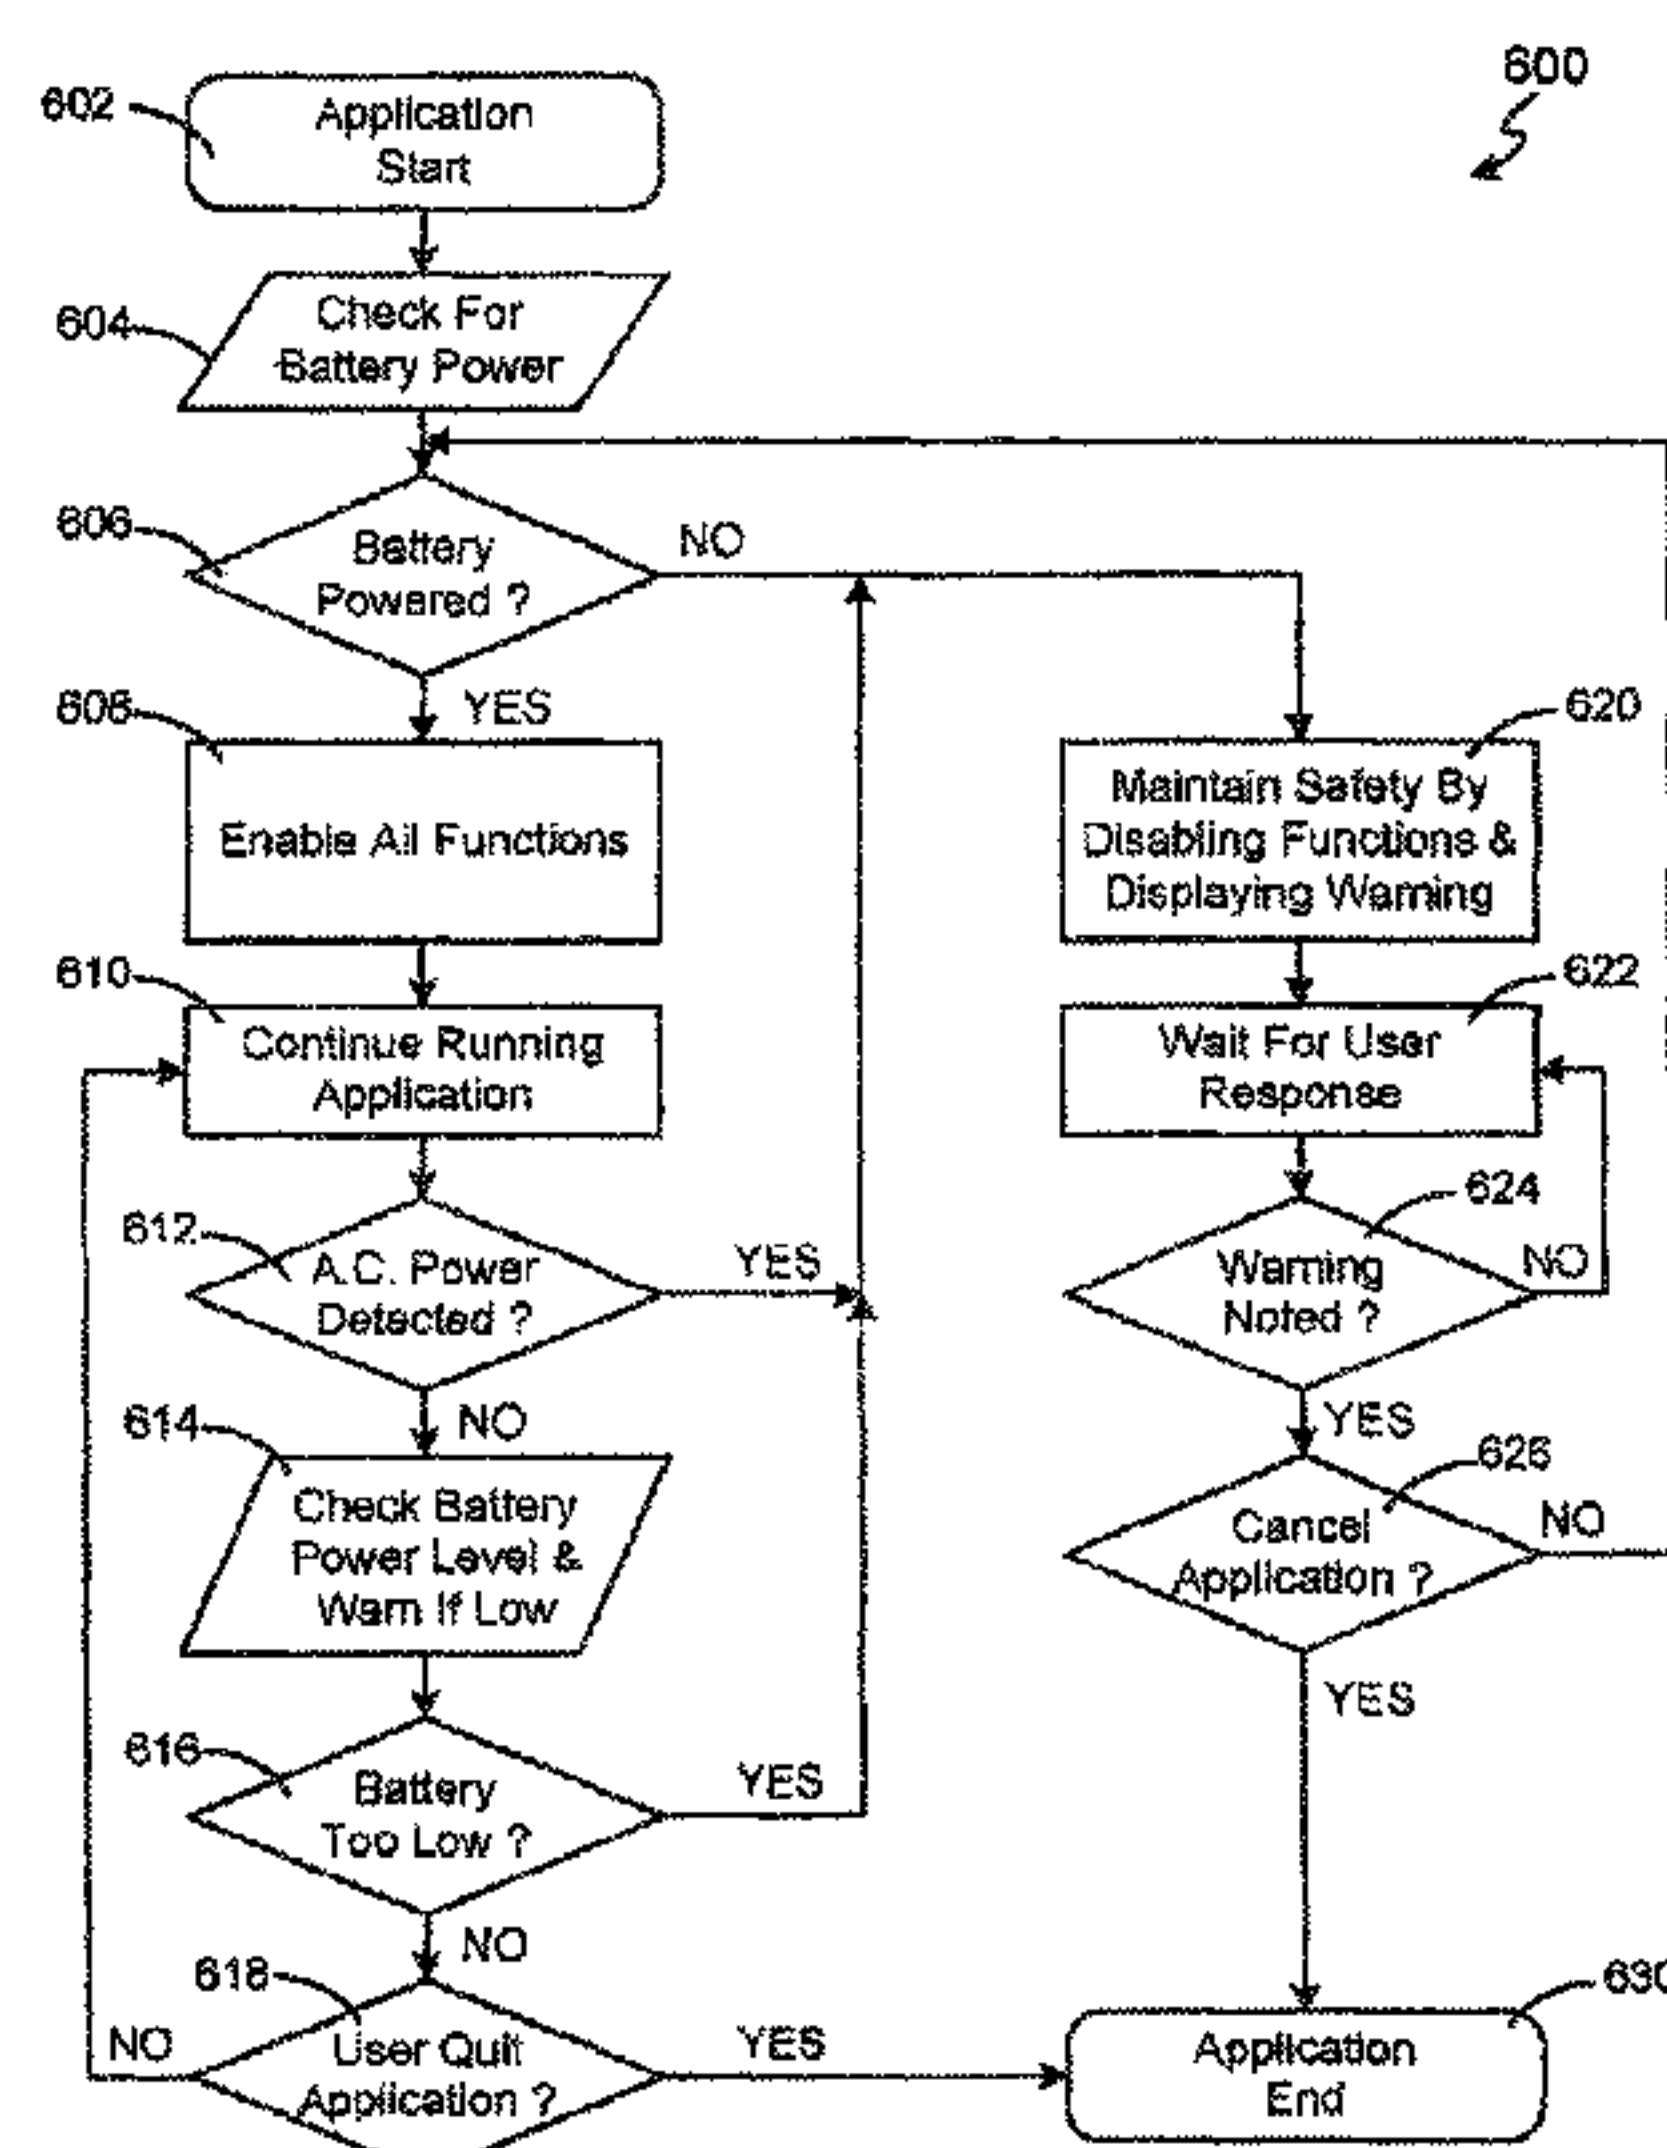 600
602
Application
Start
604
Check For
Battery Power
606
Battery
Powered ?
NO
YES
608
Enable All Functions
610
Continue Running
Application
612
A.C. Power
Detected ?
YES
NO
614
Check Battery
Power Level &
Warn If Low
616
Battery
Too Low ?
YES
NO
618
User Quit
Application ?
NO
YES
620
Maintain Safety By
Disabling Functions &
Displaying Warning
622
Wait For User
Response
624
Warning
Noted ?
NO
YES
626
Cancel
Application ?
NO
YES
630
Application
End